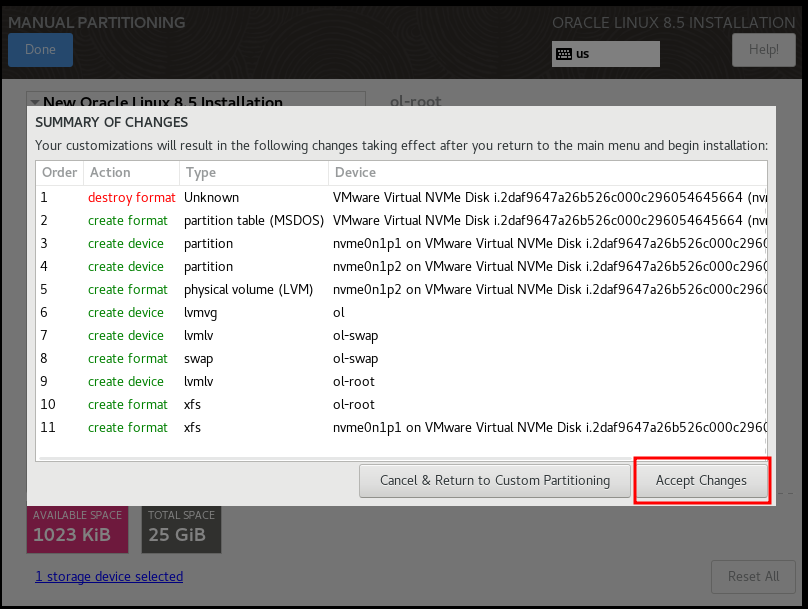 MANUAL PARTITIONING
ORACLE LINUX 8.5 INSTALLATION
Done
us
Help!
New Oracle Linux 8.5 Installation
ol-root
SUMMARY OF CHANGES
Your customizations will result in the following changes taking effect after you return to the main menu and begin installation:
Order Action Type Device
1 destroy format Unknown VMware Virtual NVMe Disk i.2daf9647a26b526c000c296054645664 (nvm
2 create format partition table (MSDOS) VMware Virtual NVMe Disk i.2daf9647a26b526c000c296054645664 (nvm
3 create device partition nvme0n1p1 on VMware Virtual NVMe Disk i.2daf9647a26b526c000c2960
4 create device partition nvme0n1p2 on VMware Virtual NVMe Disk i.2daf9647a26b526c000c2960
5 create format physical volume (LVM) nvme0n1p2 on VMware Virtual NVMe Disk i.2daf9647a26b526c000c2960
6 create device lvmvg ol
7 create device lvmlv ol-swap
8 create format swap ol-swap
9 create device lvmlv ol-root
10 create format xfs ol-root
11 create format xfs nvme0n1p1 on VMware Virtual NVMe Disk i.2daf9647a26b526c000c2960
Cancel & Return to Custom Partitioning
Accept Changes
AVAILABLE SPACE
1023 KiB
TOTAL SPACE
25 GiB
1 storage device selected
Reset All